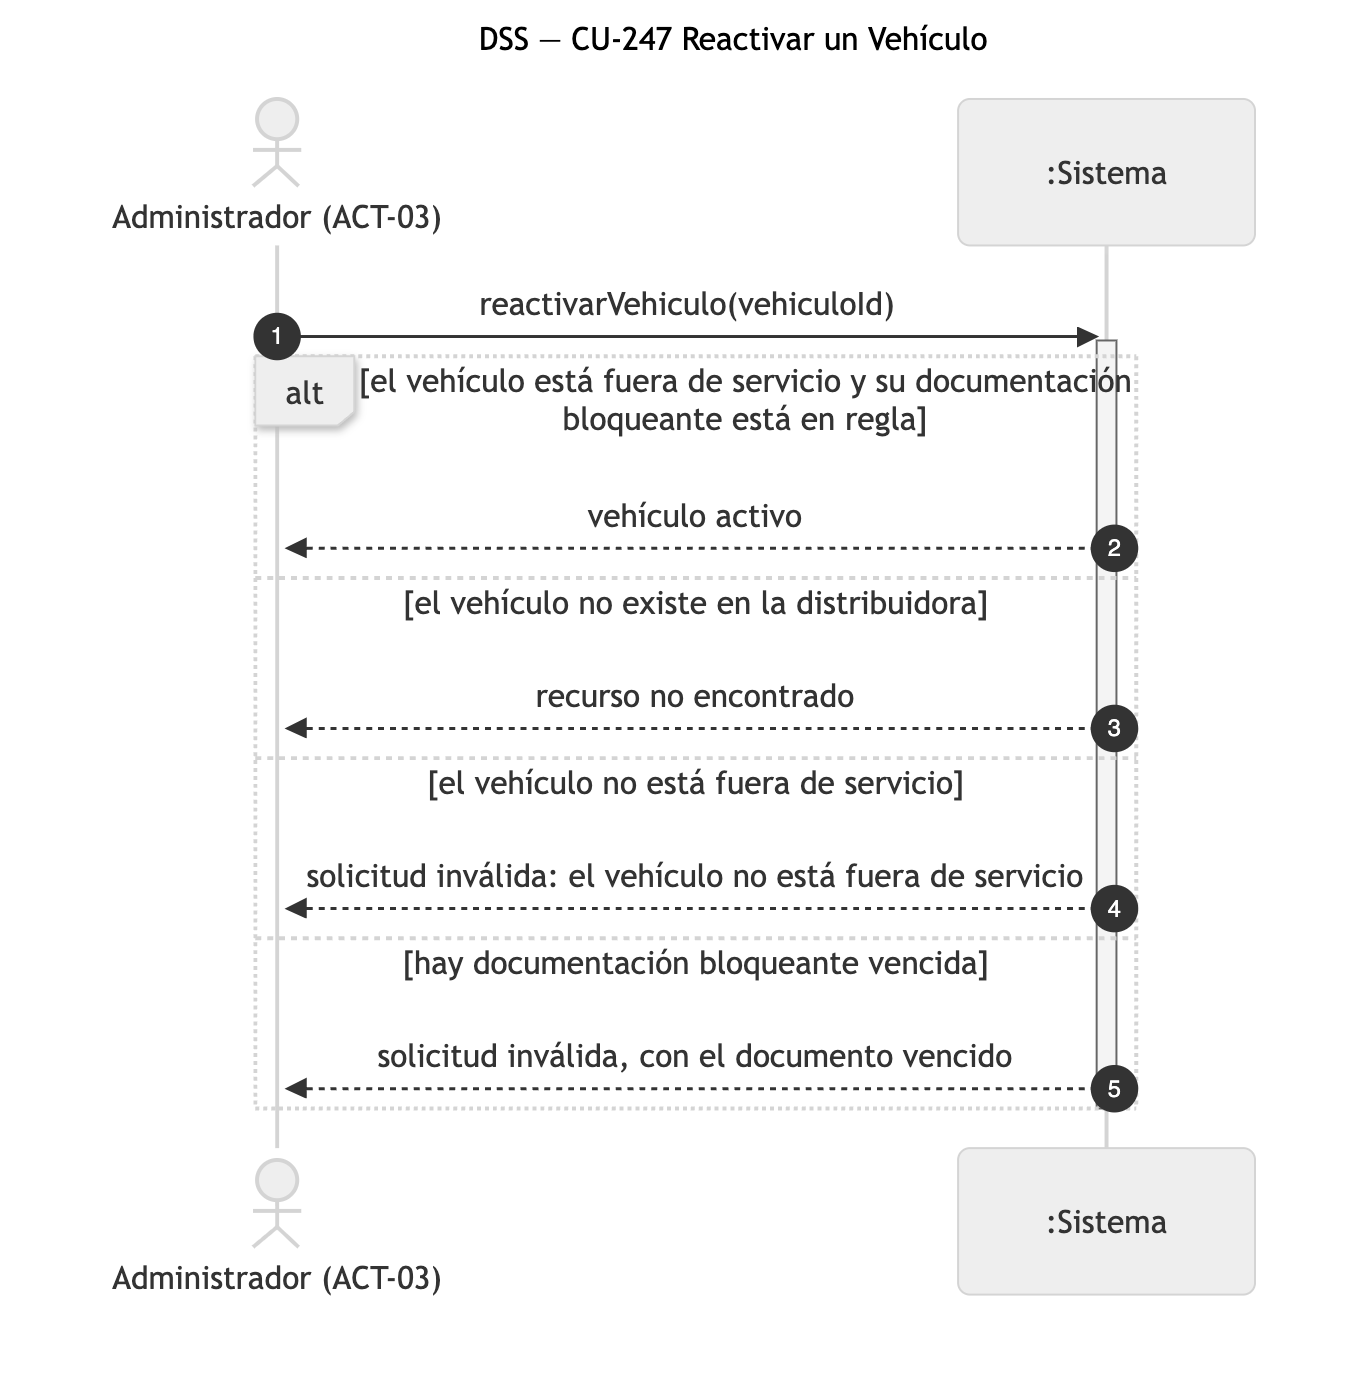 DSS — CU-247 Reactivar un Vehículo
Administrador (ACT-03)
:Sistema
reactivarVehiculo(vehiculoId)
1
alt
[el vehículo está fuera de servicio y su documentación
bloqueante está en regla]
vehículo activo
2
[el vehículo no existe en la distribuidora]
recurso no encontrado
3
[el vehículo no está fuera de servicio]
solicitud inválida: el vehículo no está fuera de servicio
4
[hay documentación bloqueante vencida]
solicitud inválida, con el documento vencido
5
Administrador (ACT-03)
:Sistema